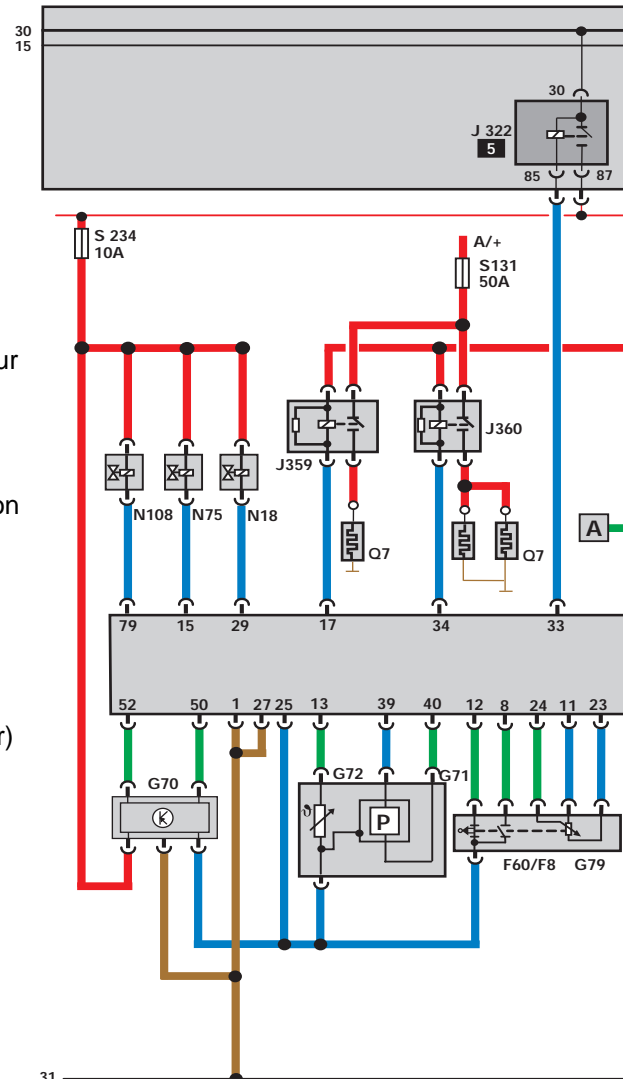 30
15
30
J 322
5
85 87
S 234
10A
A/+
S131
50A
ur
J360
J359
on
N108 N75 N18
Q7
Q7
A
79 15 29 17 34 33
52 50 1 27 25 13 39 40 12 8 24 11 23
r)
G70
G72
G71
ϑ
P
F60/F8 G79
31